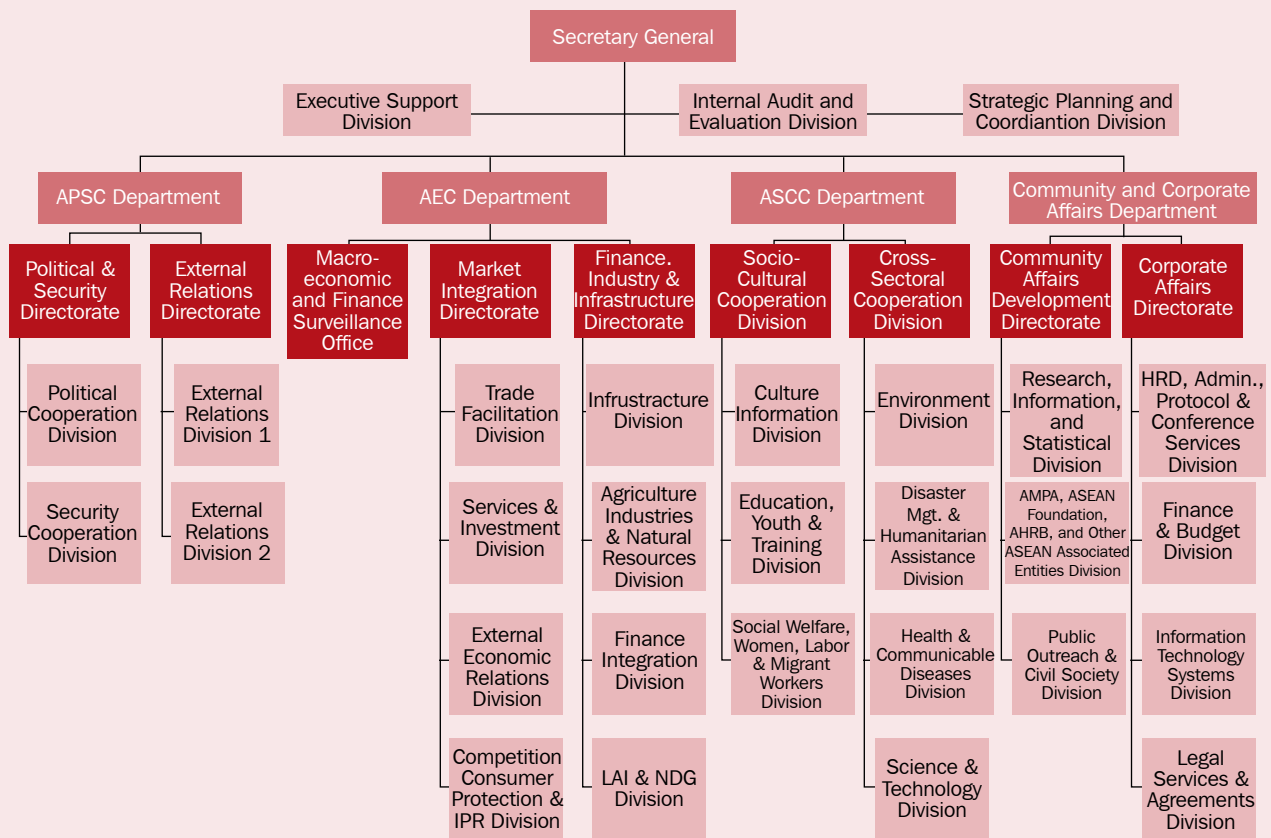 Secretary General
Executive Support
Division
Internal Audit and
Evaluation Division
Strategic Planning and
Coordiantion Division
APSC Department
AEC Department
ASCC Department
Community and Corporate
Affairs Department
Political &
Security
Directorate
External
Relations
Directorate
Macro-
economic
and Finance
Surveillance
Office
Market
Integration
Directorate
Finance.
Industry &
Infrastructure
Directorate
Socio-
Cultural
Cooperation
Division
Cross-
Sectoral
Cooperation
Division
Community
Affairs
Development
Directorate
Corporate
Affairs
Directorate
Political
Cooperation
Division
External
Relations
Division 1
Trade
Facilitation
Division
Infrustracture
Division
Culture
Information
Division
Environment
Division
Research,
Information,
and
Statistical
Division
HRD, Admin.,
Protocol &
Conference
Services
Division
Security
Cooperation
Division
External
Relations
Division 2
Services &
Investment
Division
Agriculture
Industries
& Natural
Resources
Division
Education,
Youth &
Training
Division
Disaster
Mgt. &
Humanitarian
Assistance
Division
AMPA, ASEAN
Foundation,
AHRB, and Other
ASEAN Associated
Entities Division
Finance
& Budget
Division
External
Economic
Relations
Division
Finance
Integration
Division
Social Welfare,
Women, Labor
& Migrant
Workers
Division
Health &
Communicable
Diseases
Division
Public
Outreach &
Civil Society
Division
Information
Technology
Systems
Division
Competition
Consumer
Protection &
IPR Division
LAI & NDG
Division
Science &
Technology
Division
Legal
Services &
Agreements
Division